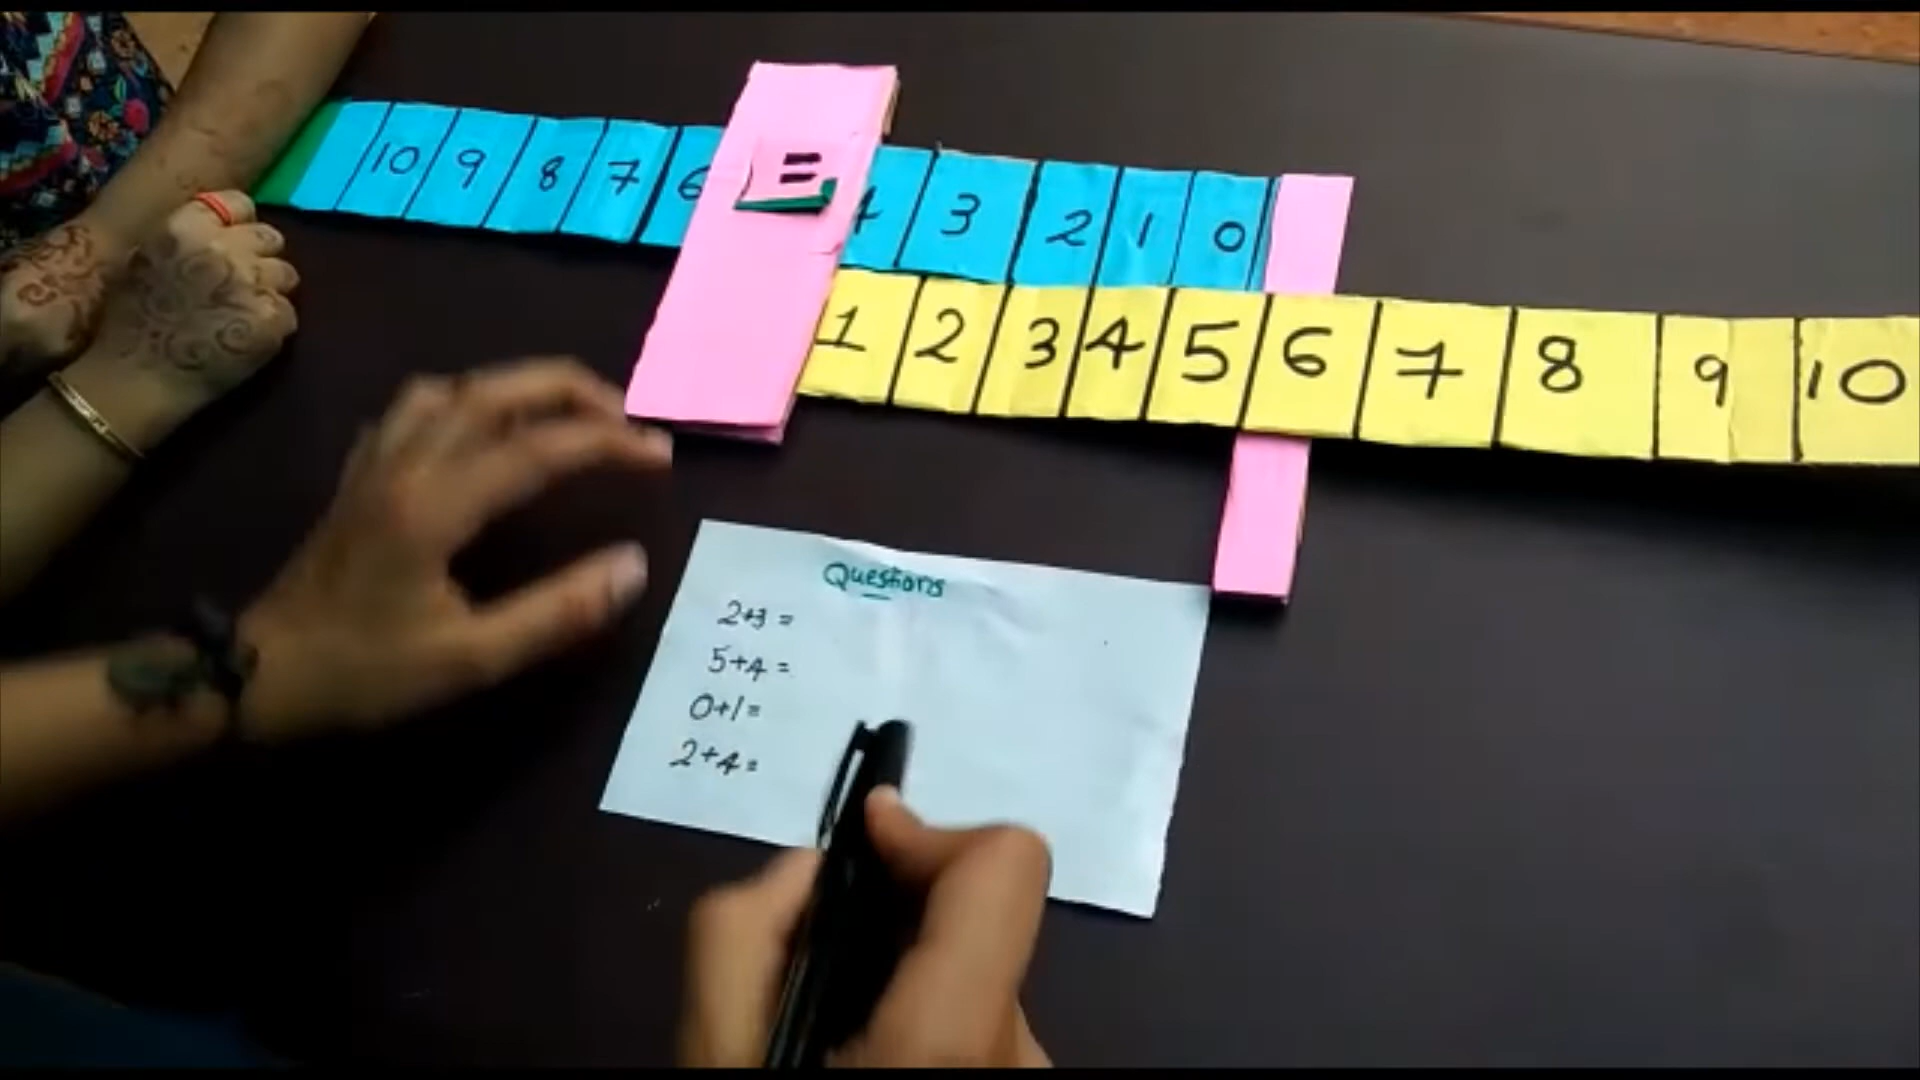 10 9 8 7 6 = 4 3 2 1 0
1 2 3 4 5 6 7 8 9 10
Questions
2+3 =
5+4 =
0+1=
2+4=